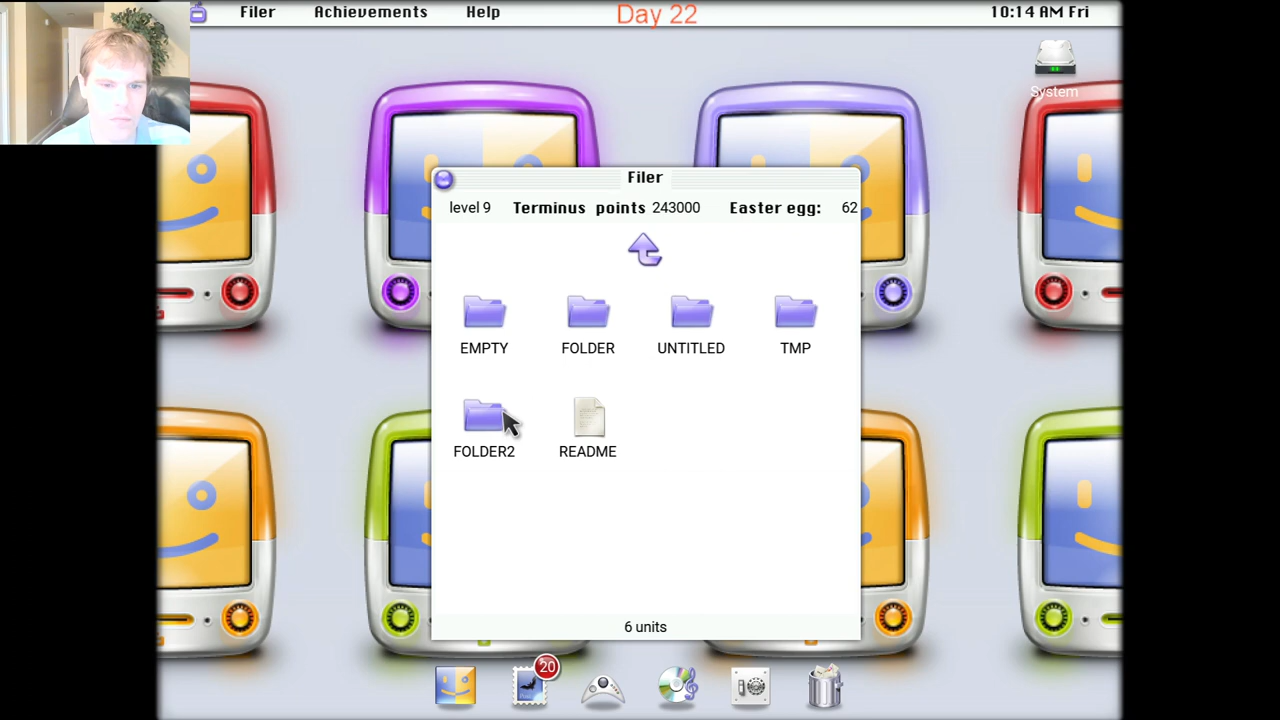 Filer Achievements Help Day 22 10:14 AM Fri
System
Filer
level 9 Terminus points 243000 Easter egg: 62
EMPTY FOLDER UNTITLED TMP
FOLDER2 README
6 units
20